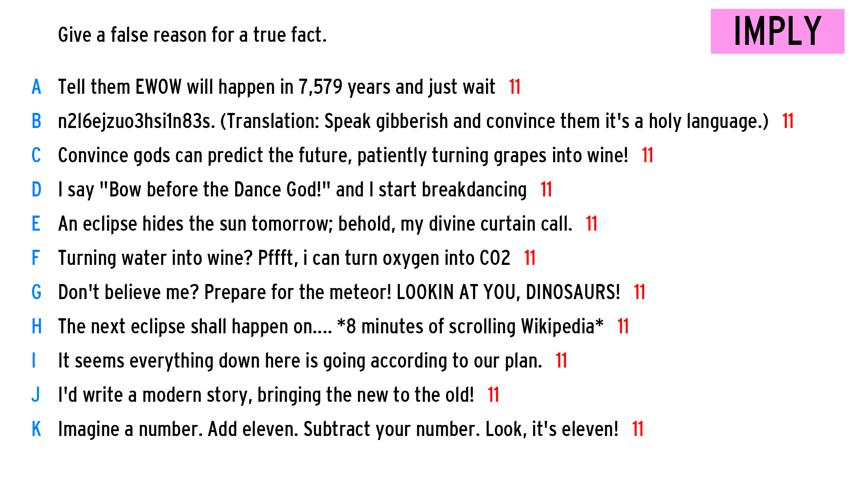 Give a false reason for a true fact.
IMPLY
A Tell them EWOW will happen in 7,579 years and just wait 11
B n2l6ejzuo3hsi1n83s. (Translation: Speak gibberish and convince them it's a holy language.) 11
C Convince gods can predict the future, patiently turning grapes into wine! 11
D I say "Bow before the Dance God!" and I start breakdancing 11
E An eclipse hides the sun tomorrow; behold, my divine curtain call. 11
F Turning water into wine? Pffft, i can turn oxygen into CO2 11
G Don't believe me? Prepare for the meteor! LOOKIN AT YOU, DINOSAURS! 11
H The next eclipse shall happen on.... *8 minutes of scrolling Wikipedia* 11
I It seems everything down here is going according to our plan. 11
J I'd write a modern story, bringing the new to the old! 11
K Imagine a number. Add eleven. Subtract your number. Look, it's eleven! 11